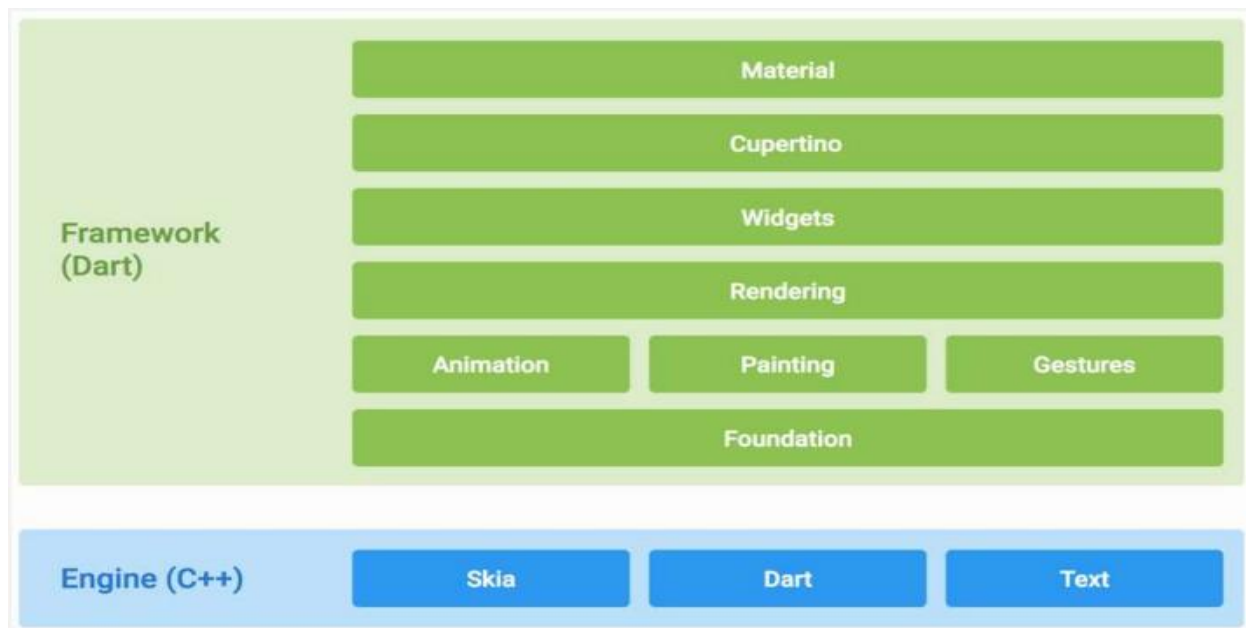 Material
Cupertino
Widgets
Framework
(Dart)
Rendering
Animation
Painting
Gestures
Foundation
Engine (C++)
Skia
Dart
Text